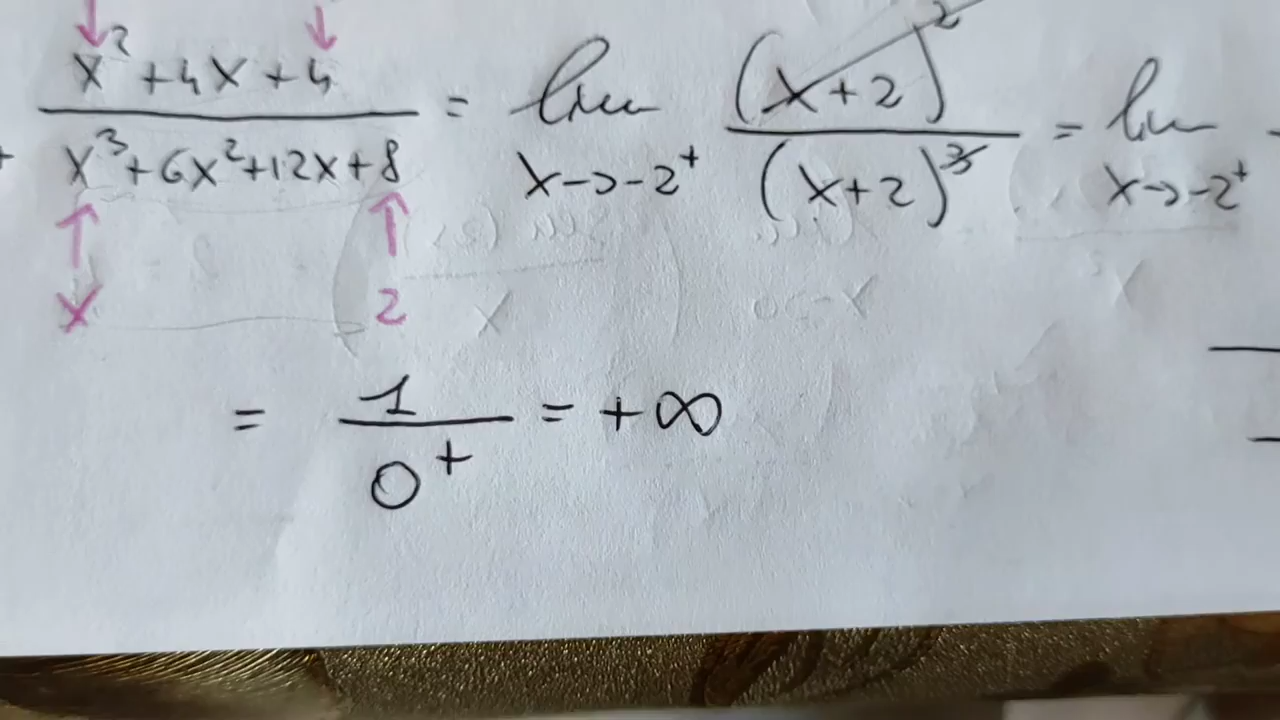 x² + 4x + 4 / x³ + 6x² + 12x + 8 = lim x→-2⁺ (x+2)² / (x+2)³ = lim x→-2⁺
x 2
= 1 / 0⁺ = +∞